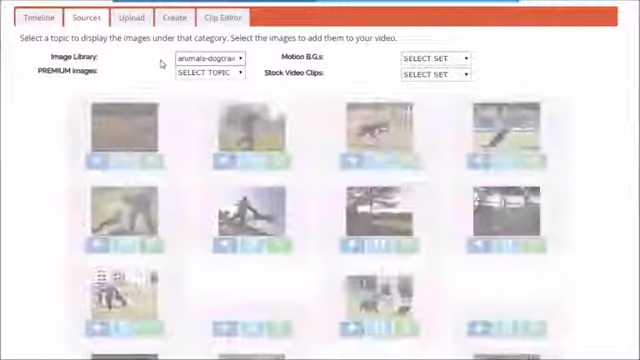 Timeline Sources Upload Create Clip Editor
Select a topic to display the images under that category. Select the images to add them to your video.
Image Library: animals-dogtrai Motion B.G.s: SELECT SET
PREMIUM images: SELECT TOPIC Stock Video Clips: SELECT SET